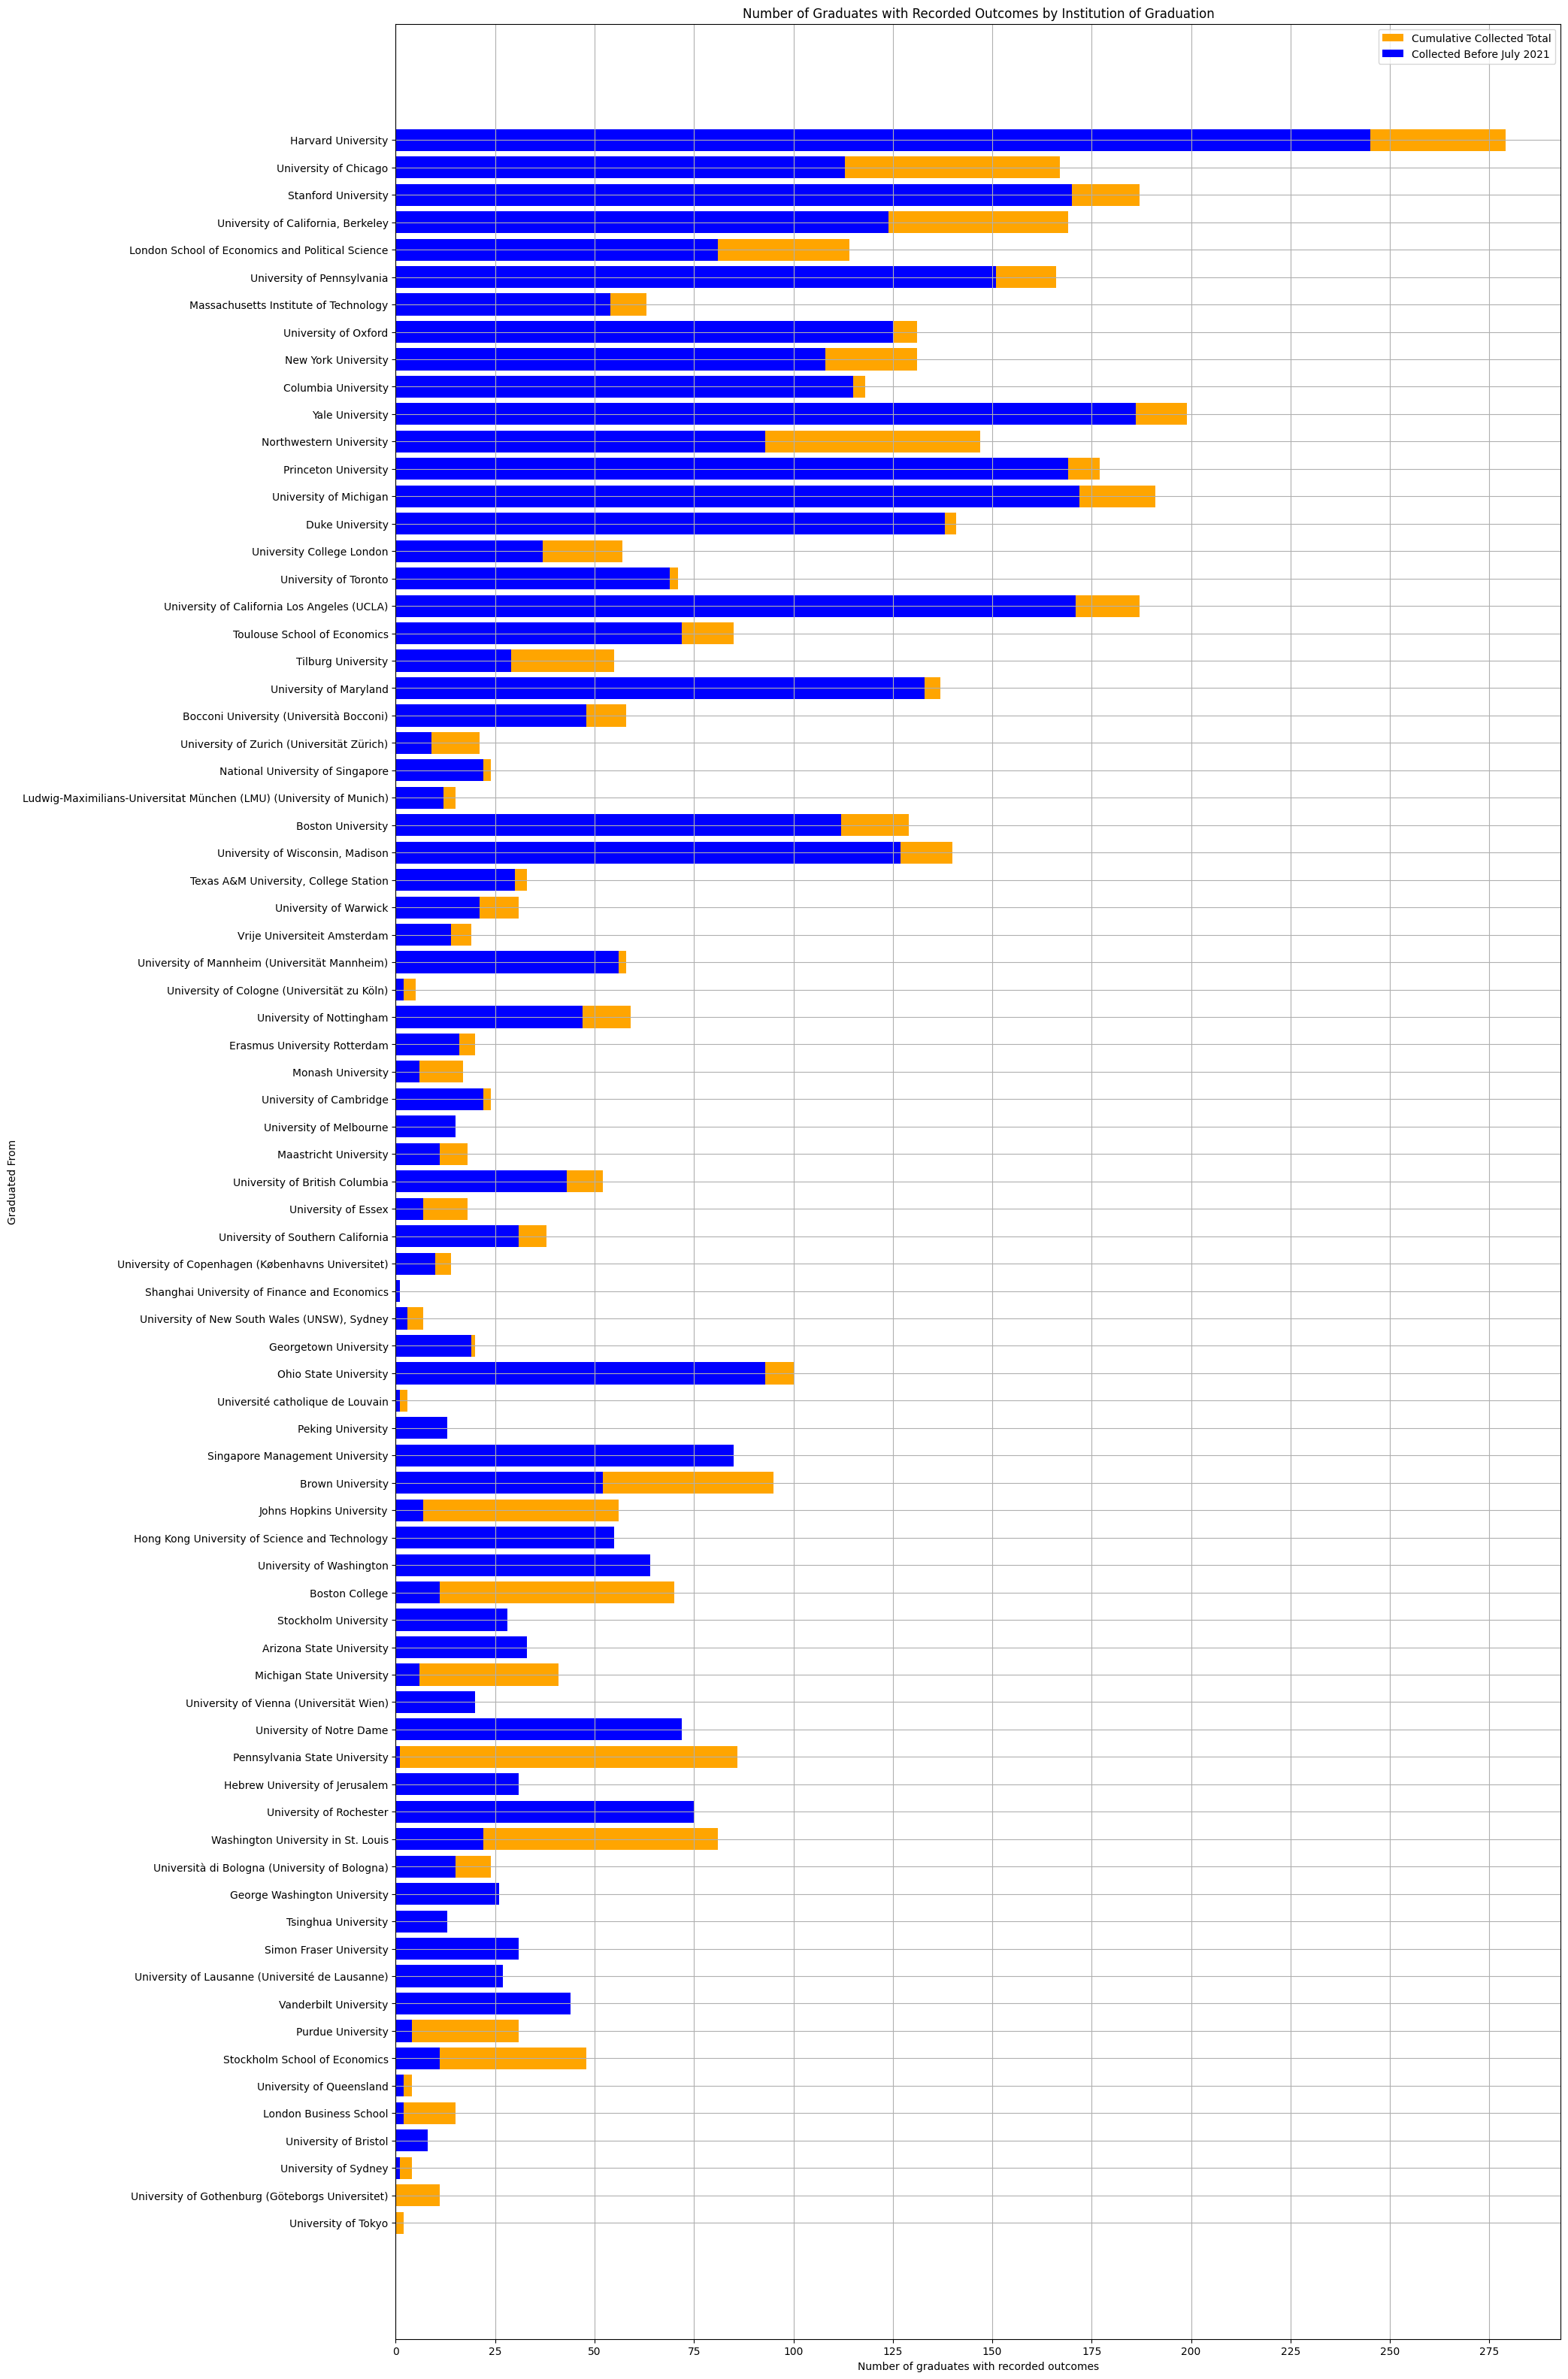 Number of Graduates with Recorded Outcomes by Institution of Graduation
Cumulative Collected Total
Collected Before July 2021
Harvard University
University of Chicago
Stanford University
University of California, Berkeley
London School of Economics and Political Science
University of Pennsylvania
Massachusetts Institute of Technology
University of Oxford
New York University
Columbia University
Yale University
Northwestern University
Princeton University
University of Michigan
Duke University
University College London
University of Toronto
University of California Los Angeles (UCLA)
Toulouse School of Economics
Tilburg University
University of Maryland
Bocconi University (Università Bocconi)
University of Zurich (Universität Zürich)
National University of Singapore
Ludwig-Maximilians-Universitat München (LMU) (University of Munich)
Boston University
University of Wisconsin, Madison
Texas A&M University, College Station
University of Warwick
Vrije Universiteit Amsterdam
University of Mannheim (Universität Mannheim)
University of Cologne (Universität zu Köln)
University of Nottingham
Erasmus University Rotterdam
Monash University
University of Cambridge
University of Melbourne
Maastricht University
University of British Columbia
University of Essex
University of Southern California
University of Copenhagen (Københavns Universitet)
Shanghai University of Finance and Economics
University of New South Wales (UNSW), Sydney
Georgetown University
Ohio State University
Université catholique de Louvain
Peking University
Singapore Management University
Brown University
Johns Hopkins University
Hong Kong University of Science and Technology
University of Washington
Boston College
Stockholm University
Arizona State University
Michigan State University
University of Vienna (Universität Wien)
University of Notre Dame
Pennsylvania State University
Hebrew University of Jerusalem
University of Rochester
Washington University in St. Louis
Università di Bologna (University of Bologna)
George Washington University
Tsinghua University
Simon Fraser University
University of Lausanne (Université de Lausanne)
Vanderbilt University
Purdue University
Stockholm School of Economics
University of Queensland
London Business School
University of Bristol
University of Sydney
University of Gothenburg (Göteborgs Universitet)
University of Tokyo
Graduated From
0 25 50 75 100 125 150 175 200 225 250 275
Number of graduates with recorded outcomes